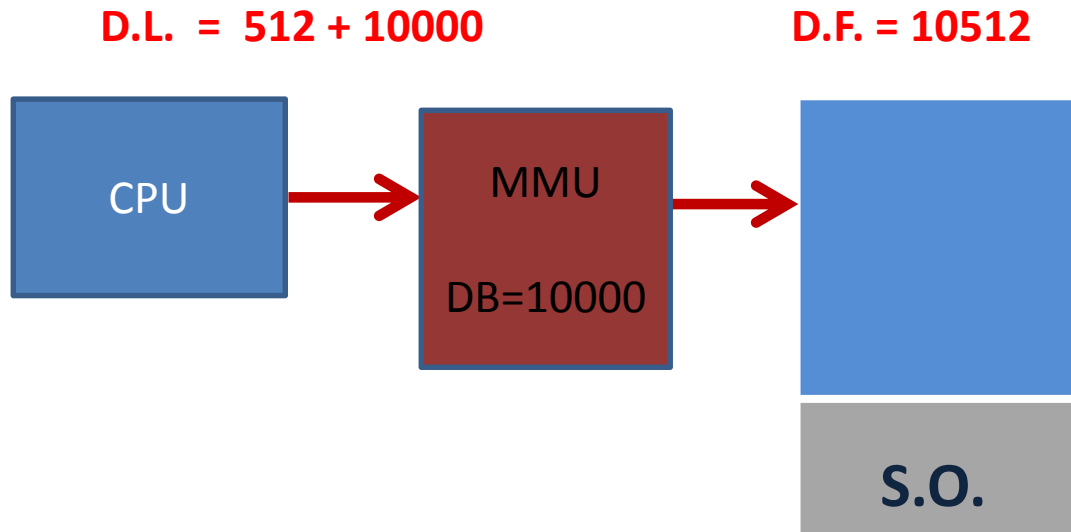 D.L. = 512 + 10000
D.F. = 10512
CPU
MMU
DB=10000
S.O.